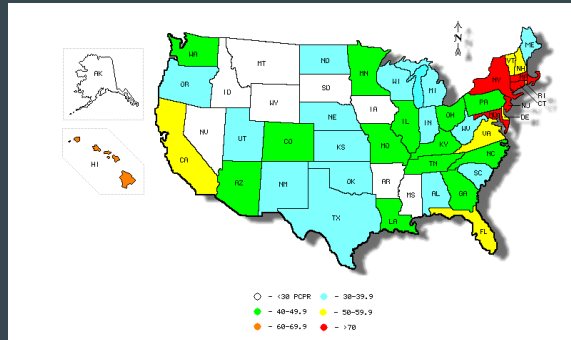 N
ME
WA
MT
ND
MN
VT
NH
AK
OR
ID
SD
WI
MI
NY
RI
CT
WY
IA
PA
NJ
NE
OH
DE
NV
UT
IL
IN
WV
VA
HI
CA
CO
KS
MO
KY
NC
TN
AZ
NM
OK
AR
SC
MS
AL
GA
TX
LA
FL
- <30 PCPR
- 30-39.9
- 40-49.9
- 50-59.9
- 60-69.9
- >70